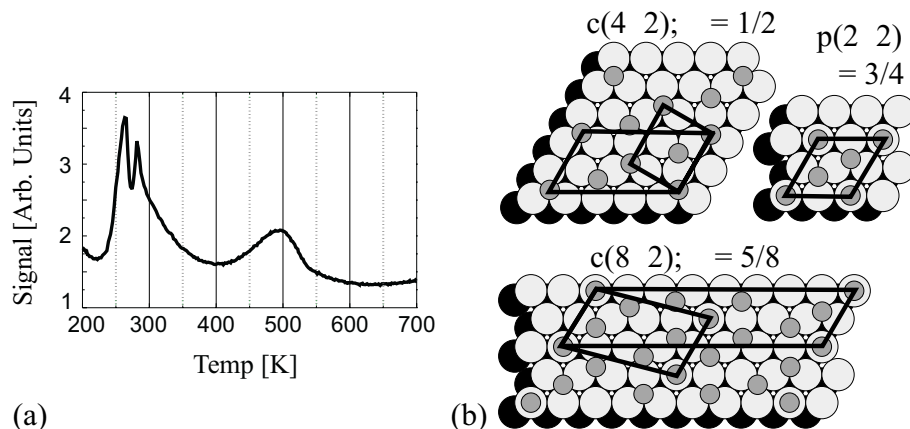 4
3
2
1
Signal [Arb. Units]
200 300 400 500 600 700
Temp [K]
(a)
c(4 2); = 1/2
p(2 2)
= 3/4
c(8 2); = 5/8
(b)